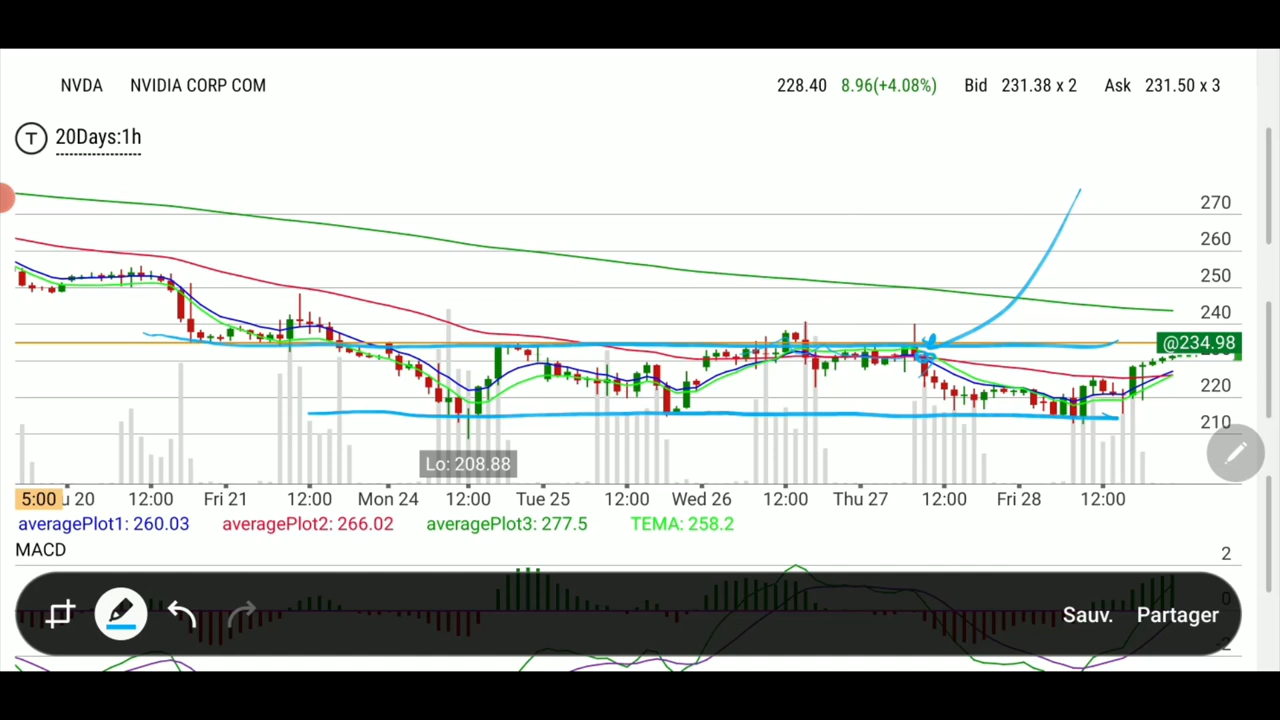 NVDA NVIDIA CORP COM 228.40 8.96(+4.08%) Bid 231.38 x 2 Ask 231.50 x 3
T 20Days:1h
270
260
250
240
@234.98
220
210
Lo: 208.88
5:00 u 20 12:00 Fri 21 12:00 Mon 24 12:00 Tue 25 12:00 Wed 26 12:00 Thu 27 12:00 Fri 28 12:00
averagePlot1: 260.03 averagePlot2: 266.02 averagePlot3: 277.5 TEMA: 258.2
MACD
2
0
Sauv. Partager